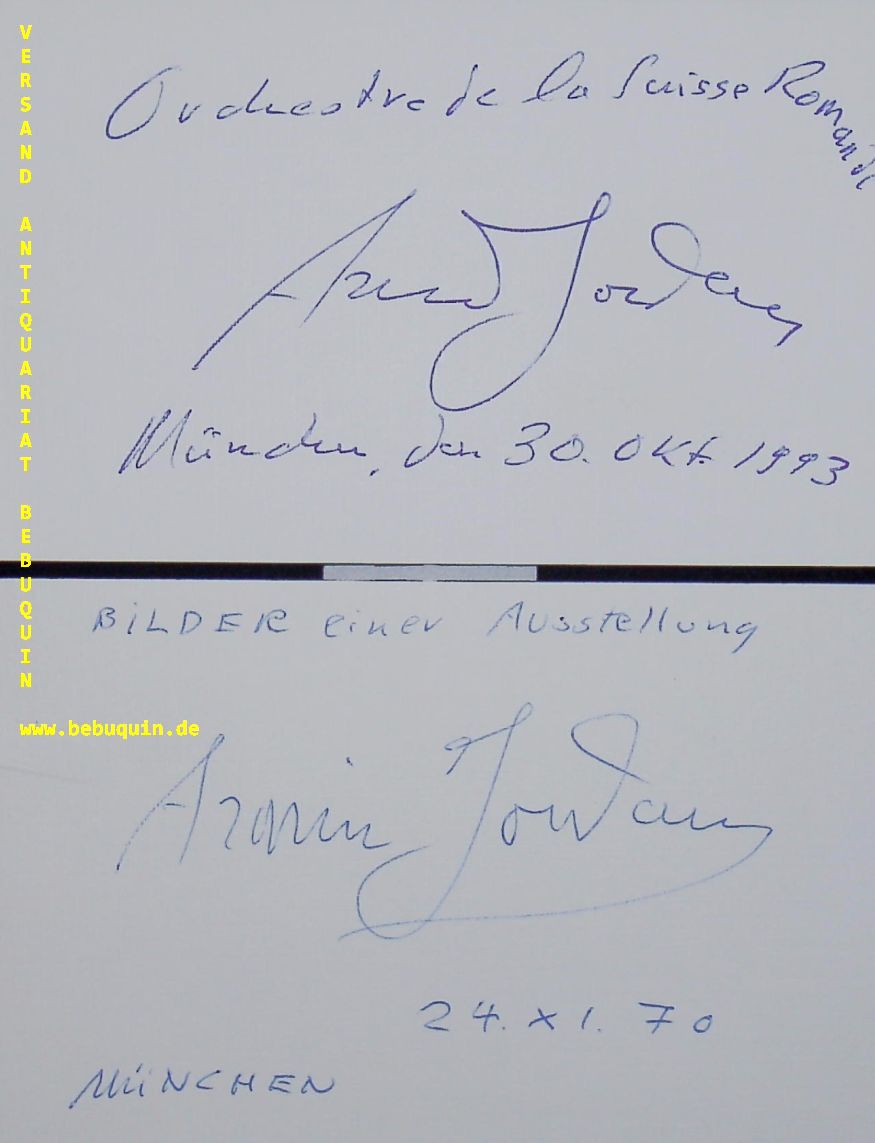 VERSAND ANTIQUARIAT BEBUQUIN
www.bebuquin.de
Orchestre de la Suisse Romande
Armin Jordan
München, den 30. Okt. 1993
BiLDER einer Ausstellung
Armin Jordan
24. XI. 70
MÜNCHEN